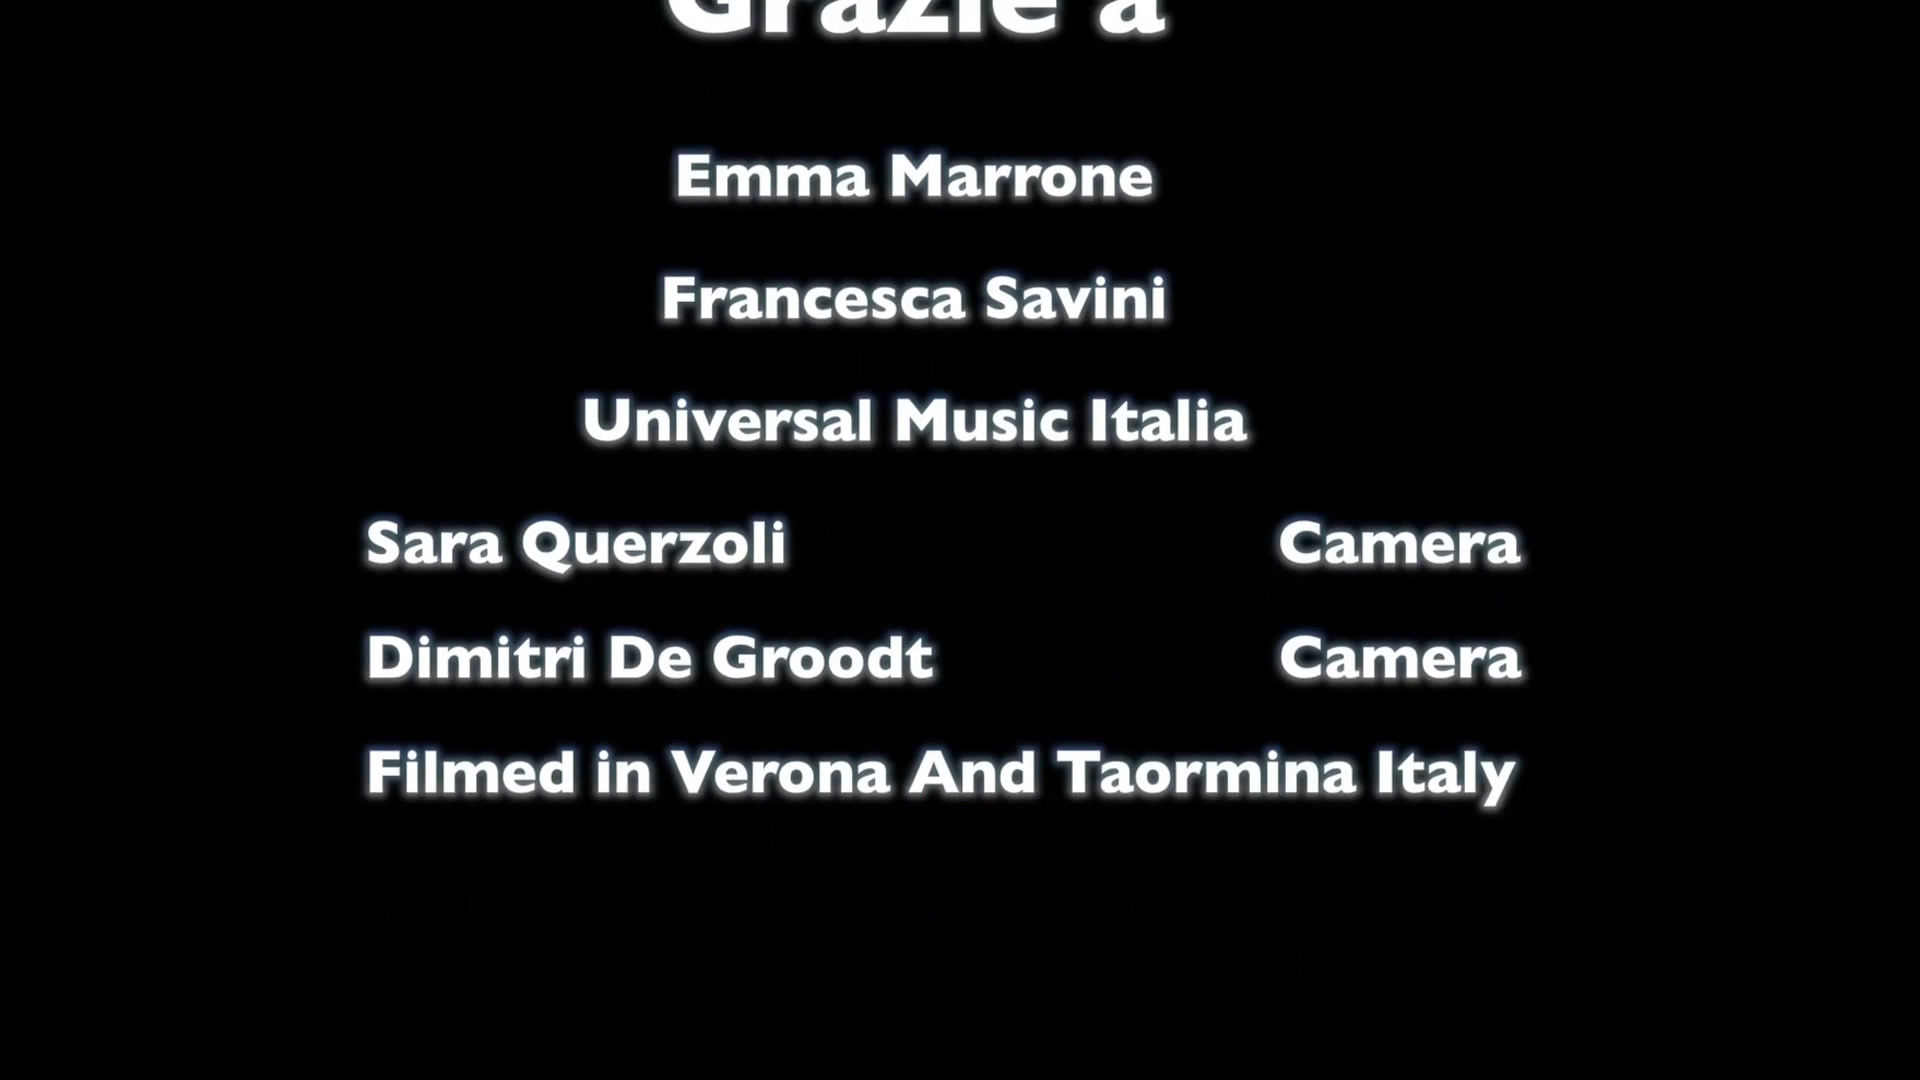 Grazie a
Emma Marrone
Francesca Savini
Universal Music Italia
Sara Querzoli Camera
Dimitri De Groodt Camera
Filmed in Verona And Taormina Italy